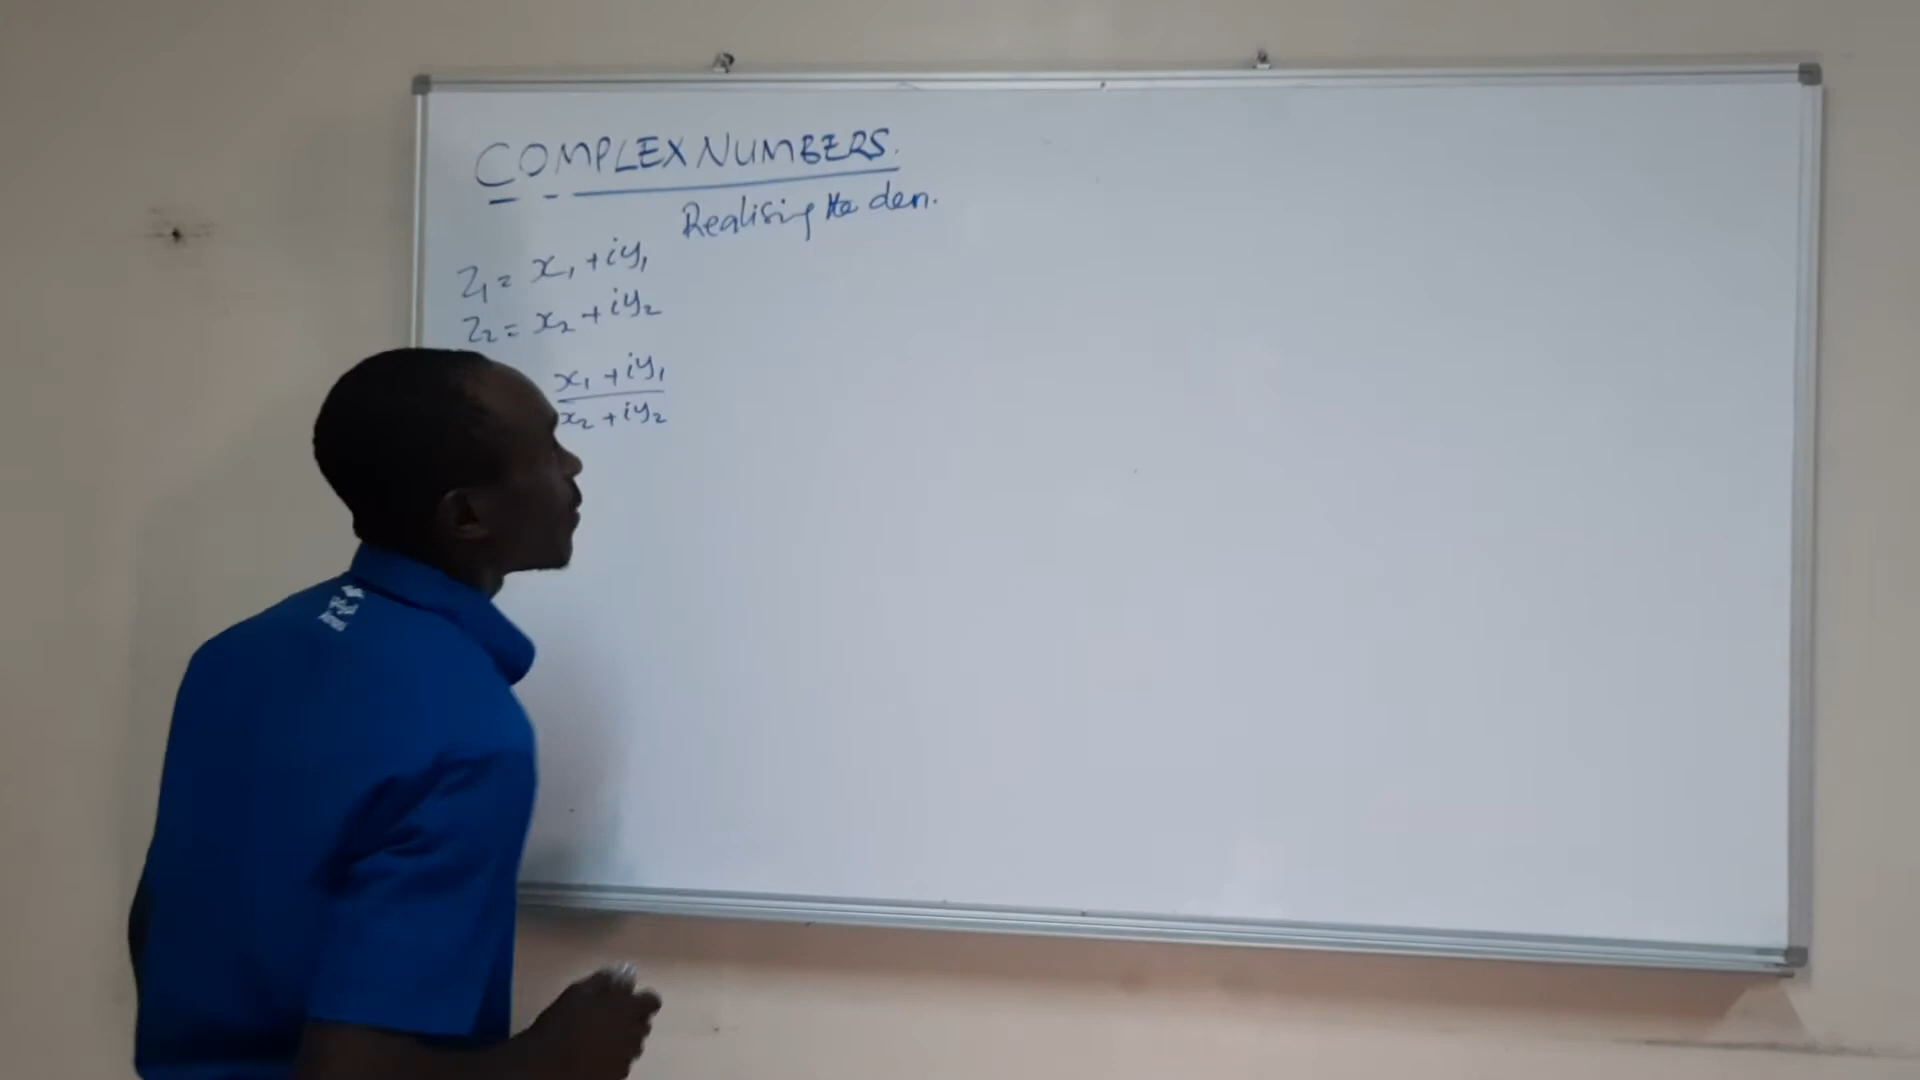 COMPLEX NUMBERS.
Realising the den.
Z₁ = x₁ + iy₁
Z₂ = x₂ + iy₂
x₁ + iy₁
x₂ + iy₂